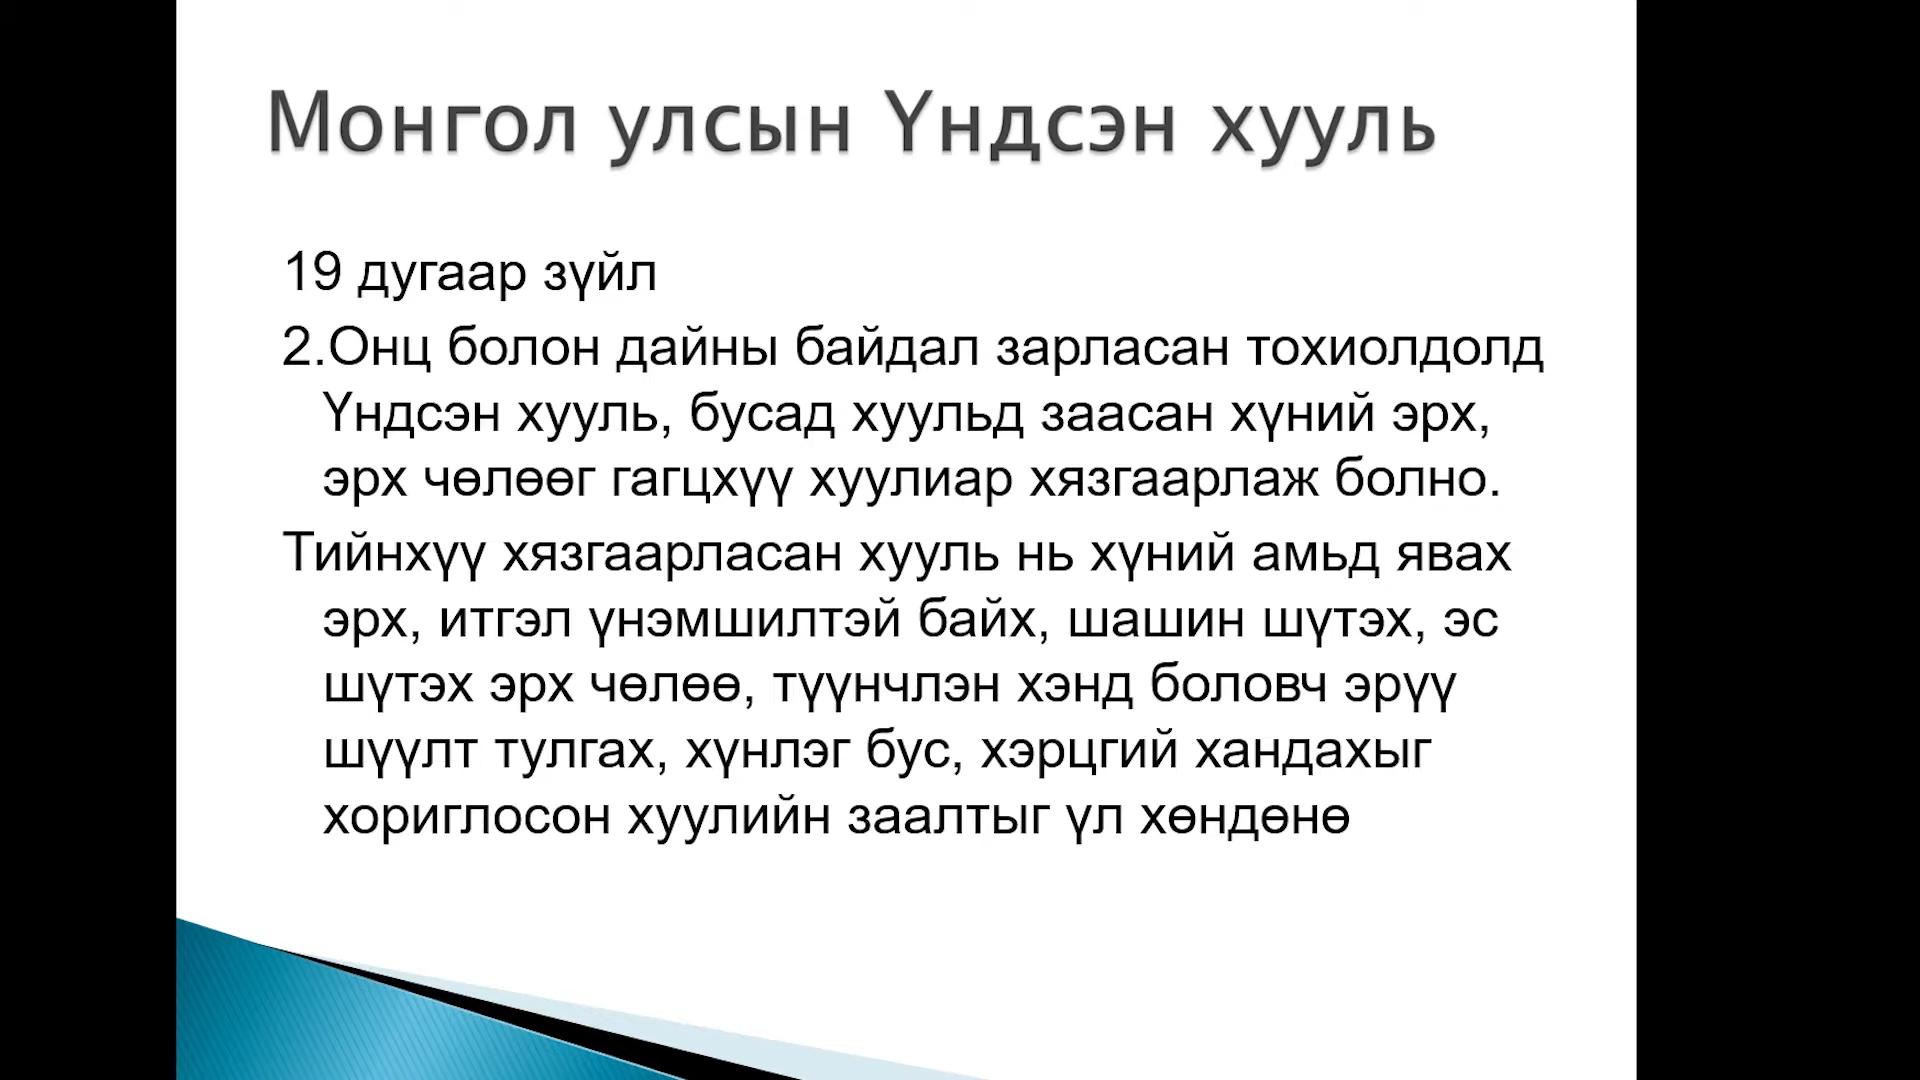 Монгол улсын Үндсэн хууль
19 дугаар зүйл
2.Онц болон дайны байдал зарласан тохиолдолд
Үндсэн хууль, бусад хуульд заасан хүний эрх,
эрх чөлөөг гагцхүү хуулиар хязгаарлаж болно.
Тийнхүү хязгаарласан хууль нь хүний амьд явах
эрх, итгэл үнэмшилтэй байх, шашин шүтэх, эс
шүтэх эрх чөлөө, түүнчлэн хэнд боловч эрүү
шүүлт тулгах, хүнлэг бус, хэрцгий хандахыг
хориглосон хуулийн заалтыг үл хөндөнө